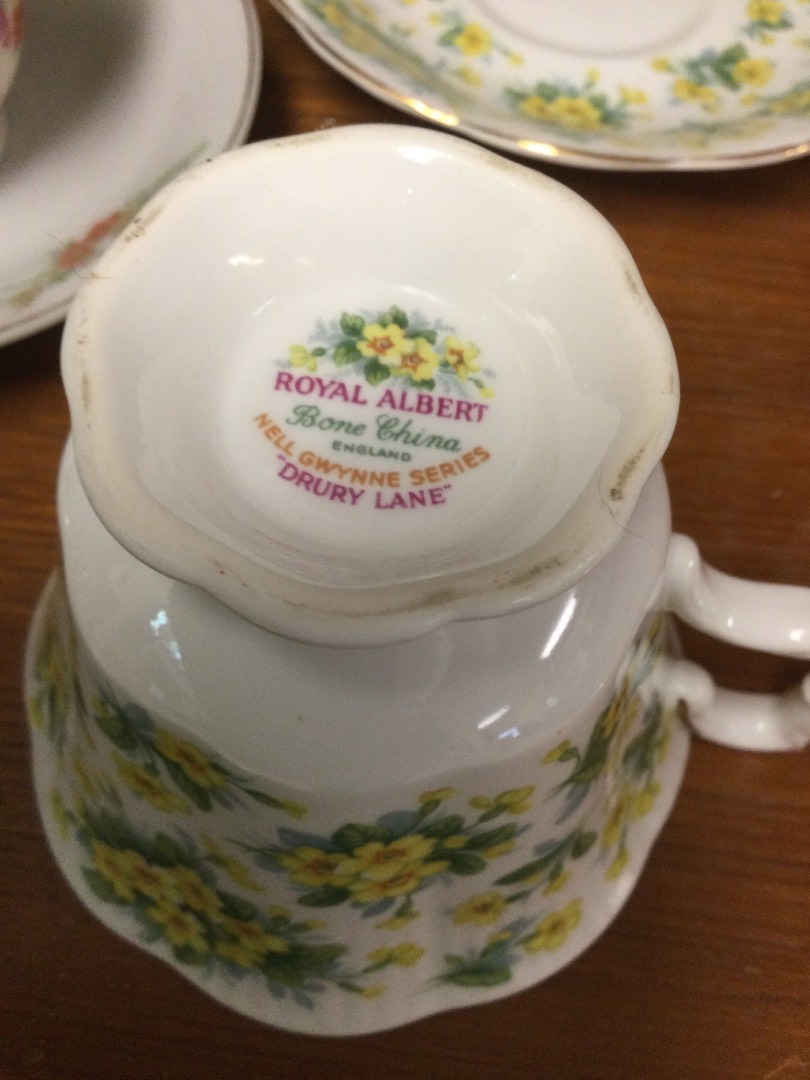 ROYAL ALBERT
Bone China
ENGLAND
NELL GWYNNE SERIES
"DRURY LANE"